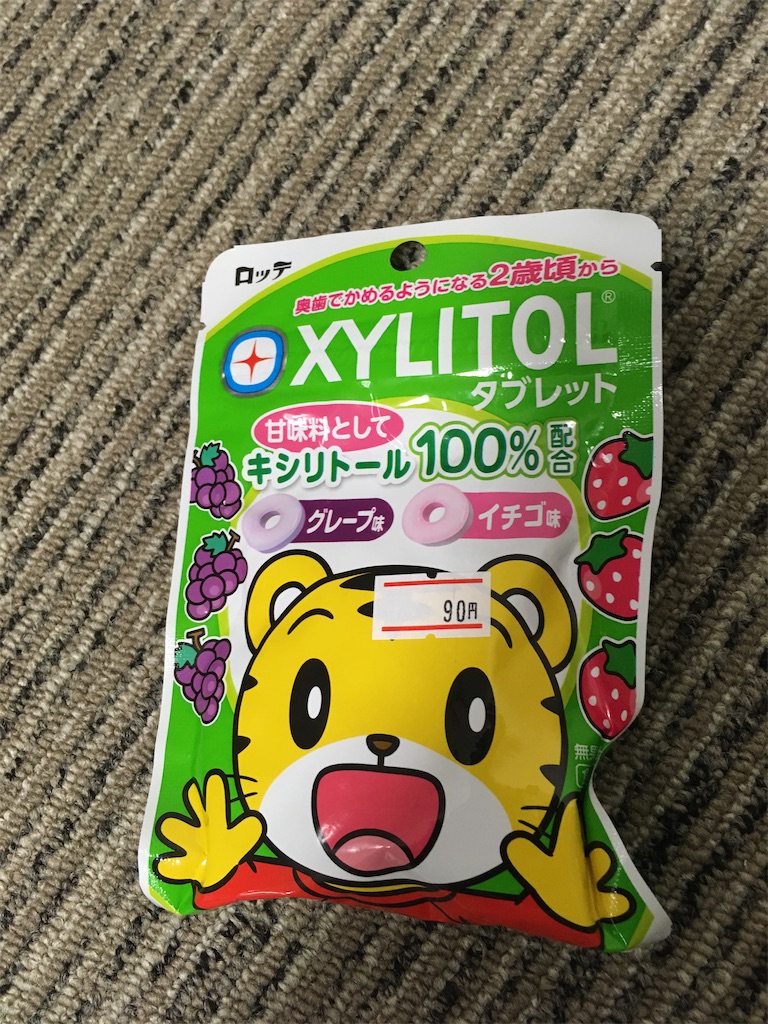 ロッテ
奥歯でかめるようになる2歳頃から
XYLITOL®
タブレット
甘味料として
キシリトール100%配合
グレープ味 イチゴ味
90円
無